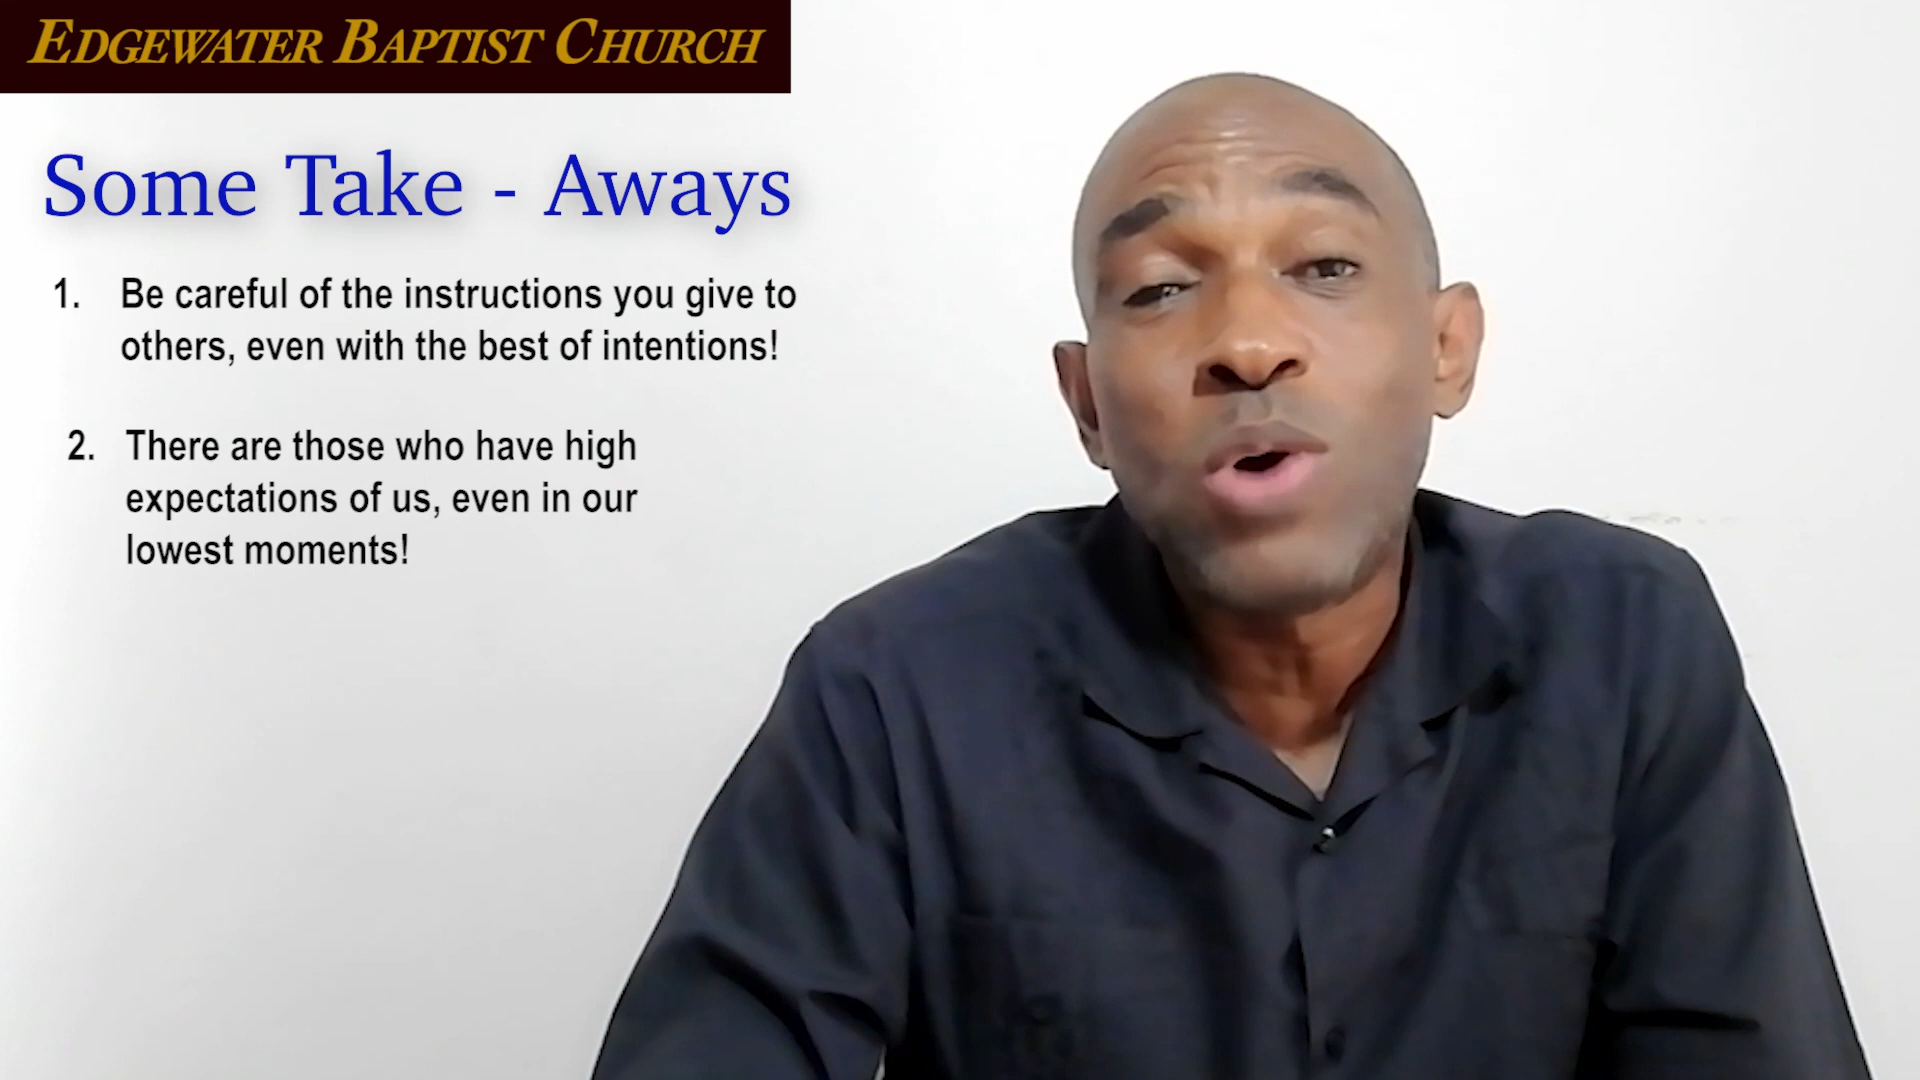 EDGEWATER BAPTIST CHURCH
Some Take - Aways
1. Be careful of the instructions you give to
others, even with the best of intentions!
2. There are those who have high
expectations of us, even in our
lowest moments!